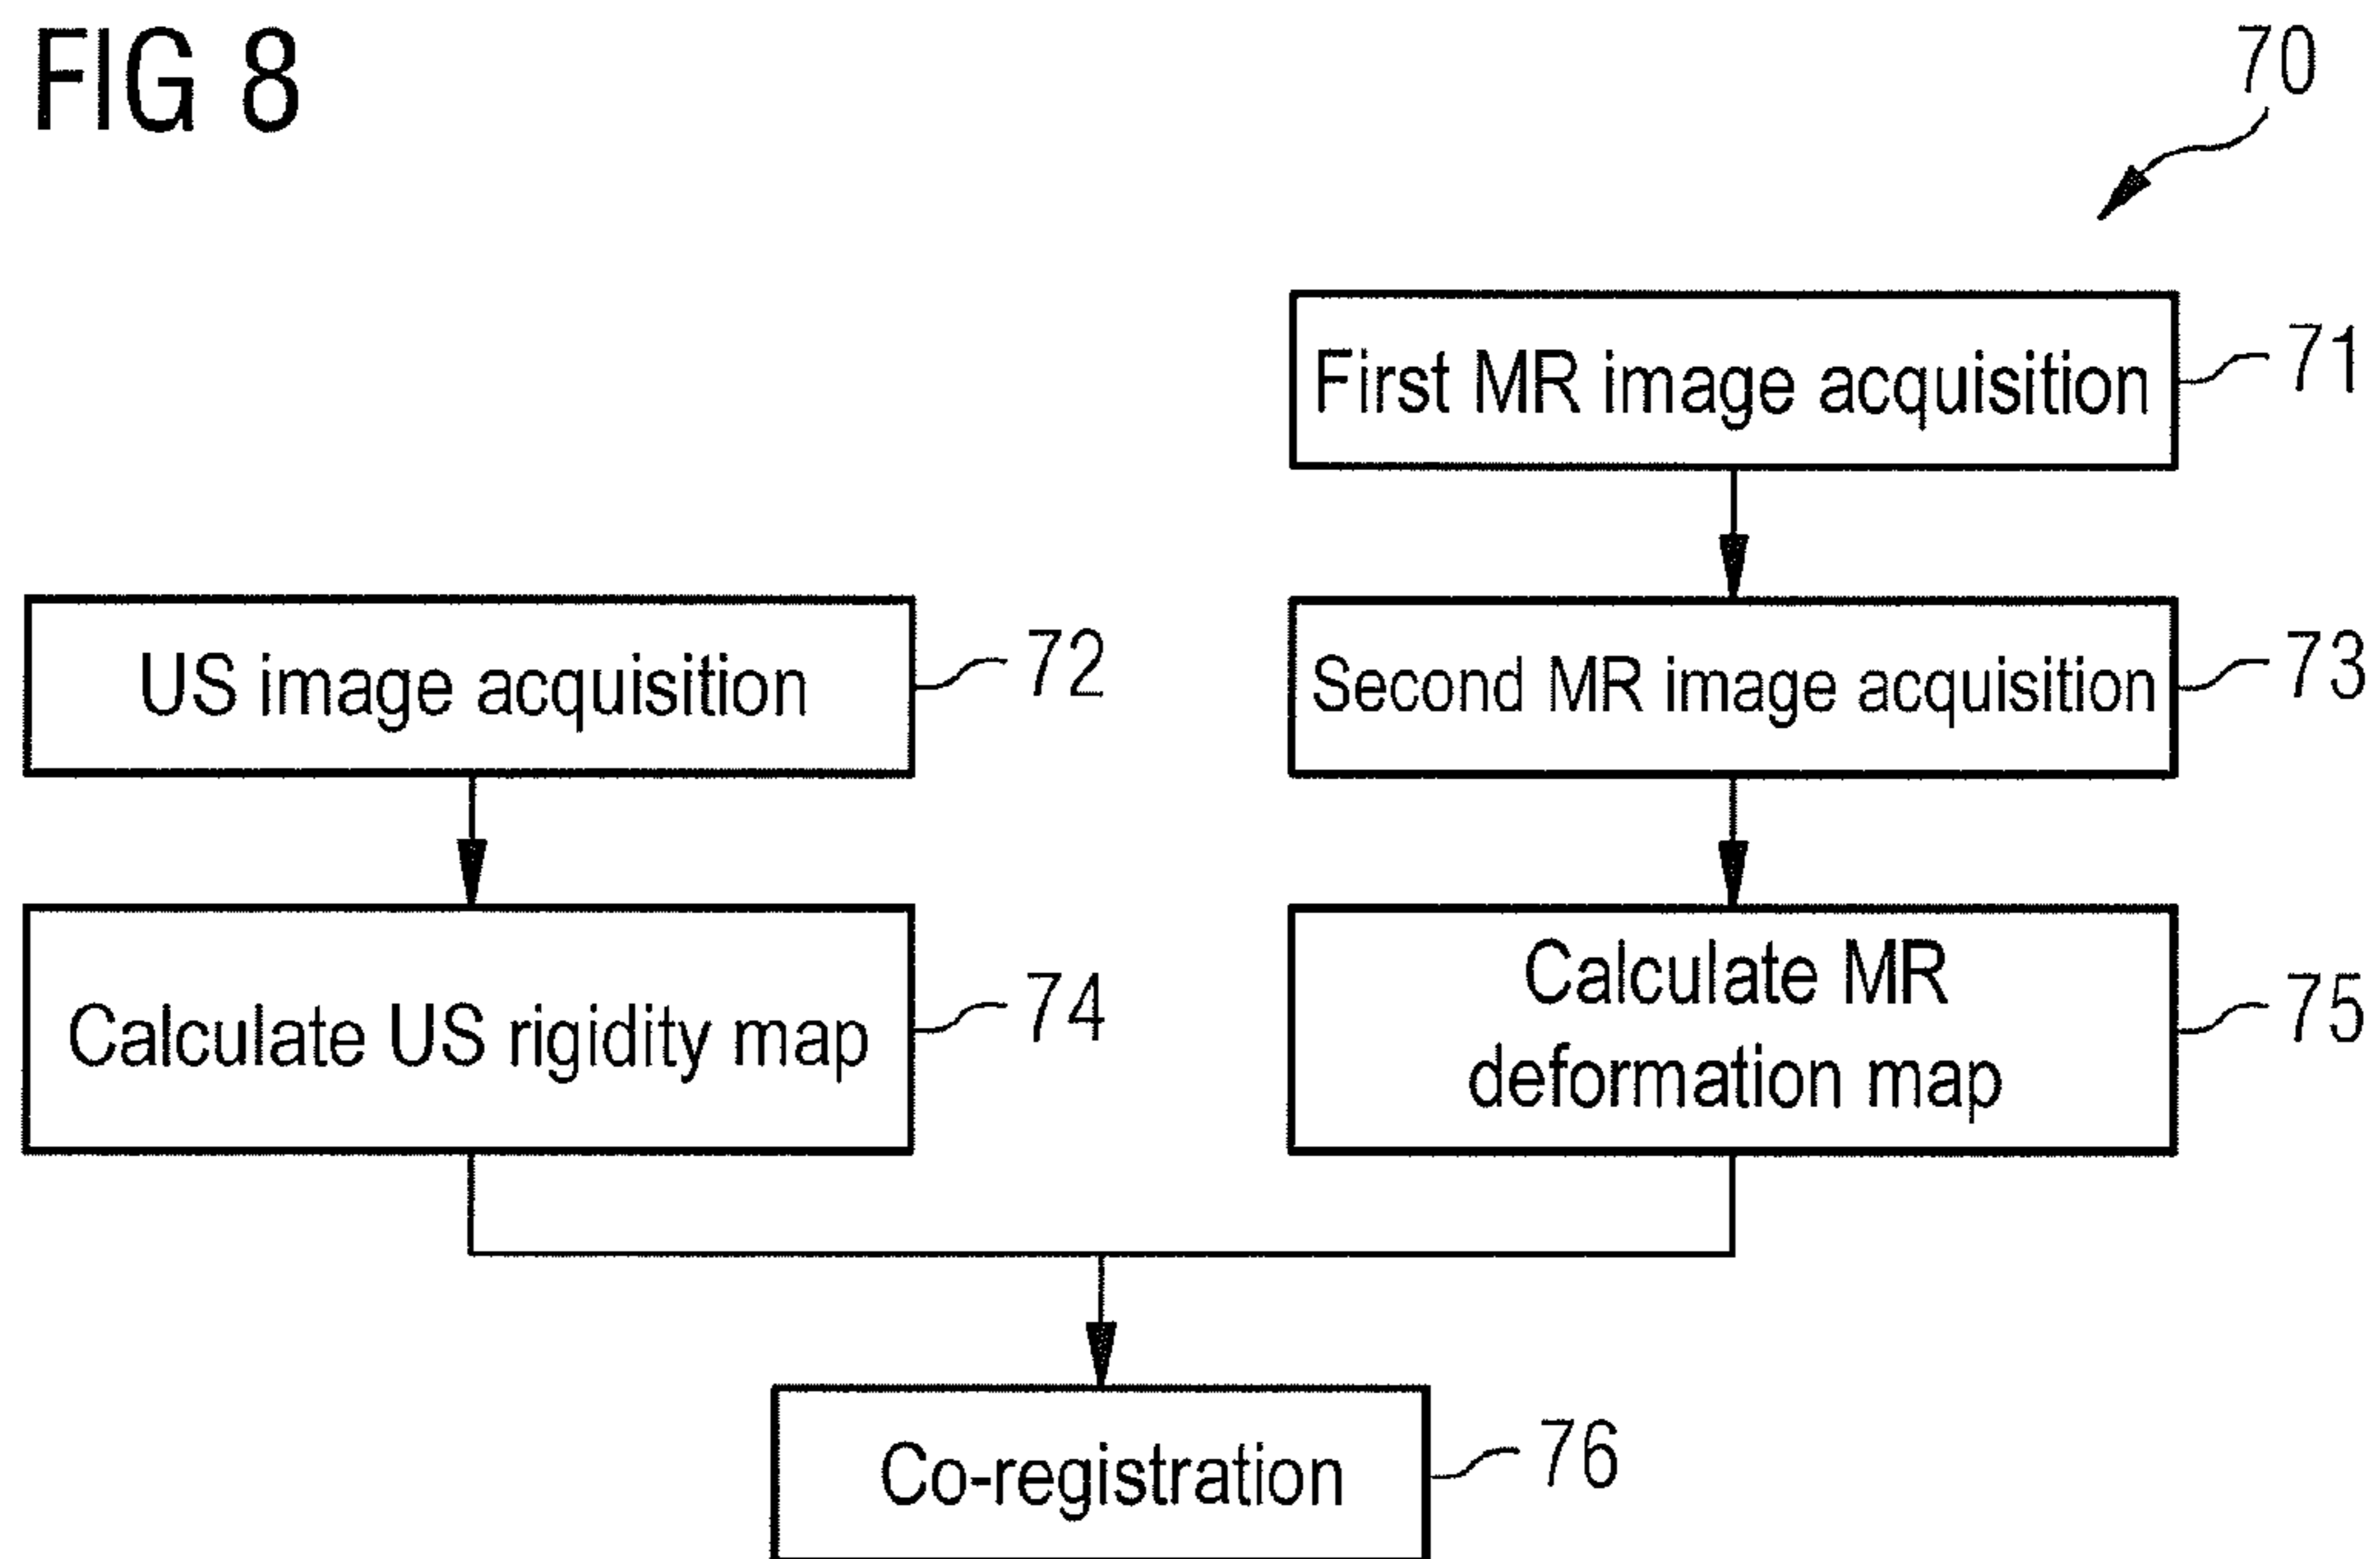 FIG 8
70
First MR image acquisition
71
US image acquisition
72
Second MR image acquisition
73
Calculate US rigidity map
74
Calculate MR
deformation map
75
Co-registration
76